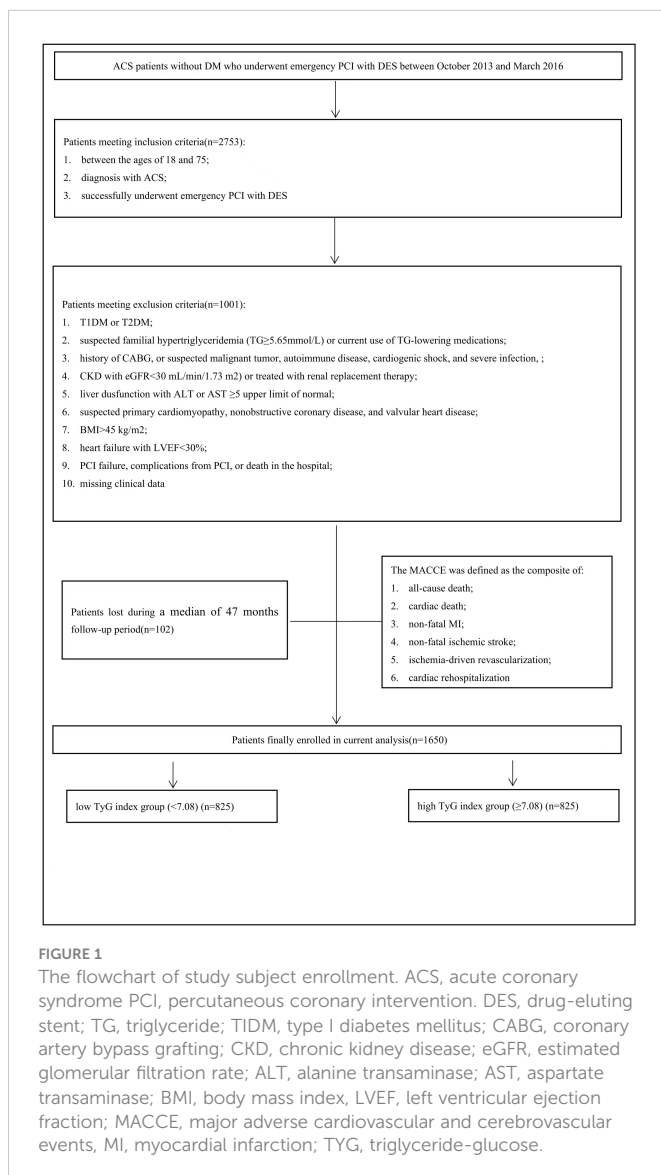 ACS patients without DM who underwent emergency PCI with DES between October 2013 and March 2016
Patients meeting inclusion criteria(n=2753):
1. between the ages of 18 and 75;
2. diagnosis with ACS;
3. successfully underwent emergency PCI with DES
Patients meeting exclusion criteria(n=1001):
1. T1DM or T2DM;
2. suspected familial hypertriglyceridemia (TG≥5.65mmol/L) or current use of TG-lowering medications;
3. history of CABG, or suspected malignant tumor, autoimmune disease, cardiogenic shock, and severe infection, ;
4. CKD with eGFR<30 mL/min/1.73 m2) or treated with renal replacement therapy;
5. liver dusfunction with ALT or AST ≥5 upper limit of normal;
6. suspected primary cardiomyopathy, nonobstructive coronary disease, and valvular heart disease;
7. BMI>45 kg/m2;
8. heart failure with LVEF<30%;
9. PCI failure, complications from PCI, or death in the hospital;
10. missing clinical data
Patients lost during a median of 47 months
follow-up period(n=102)
The MACCE was defined as the composite of:
1. all-cause death;
2. cardiac death;
3. non-fatal MI;
4. non-fatal ischemic stroke;
5. ischemia-driven revascularization;
6. cardiac rehospitalization
Patients finally enrolled in current analysis(n=1650)
low TyG index group (<7.08) (n=825)
high TyG index group (≥7.08) (n=825)
FIGURE 1
The flowchart of study subject enrollment. ACS, acute coronary
syndrome PCI, percutaneous coronary intervention. DES, drug-eluting
stent; TG, triglyceride; TIDM, type I diabetes mellitus; CABG, coronary
artery bypass grafting; CKD, chronic kidney disease; eGFR, estimated
glomerular filtration rate; ALT, alanine transaminase; AST, aspartate
transaminase; BMI, body mass index, LVEF, left ventricular ejection
fraction; MACCE, major adverse cardiovascular and cerebrovascular
events, MI, myocardial infarction; TYG, triglyceride-glucose.